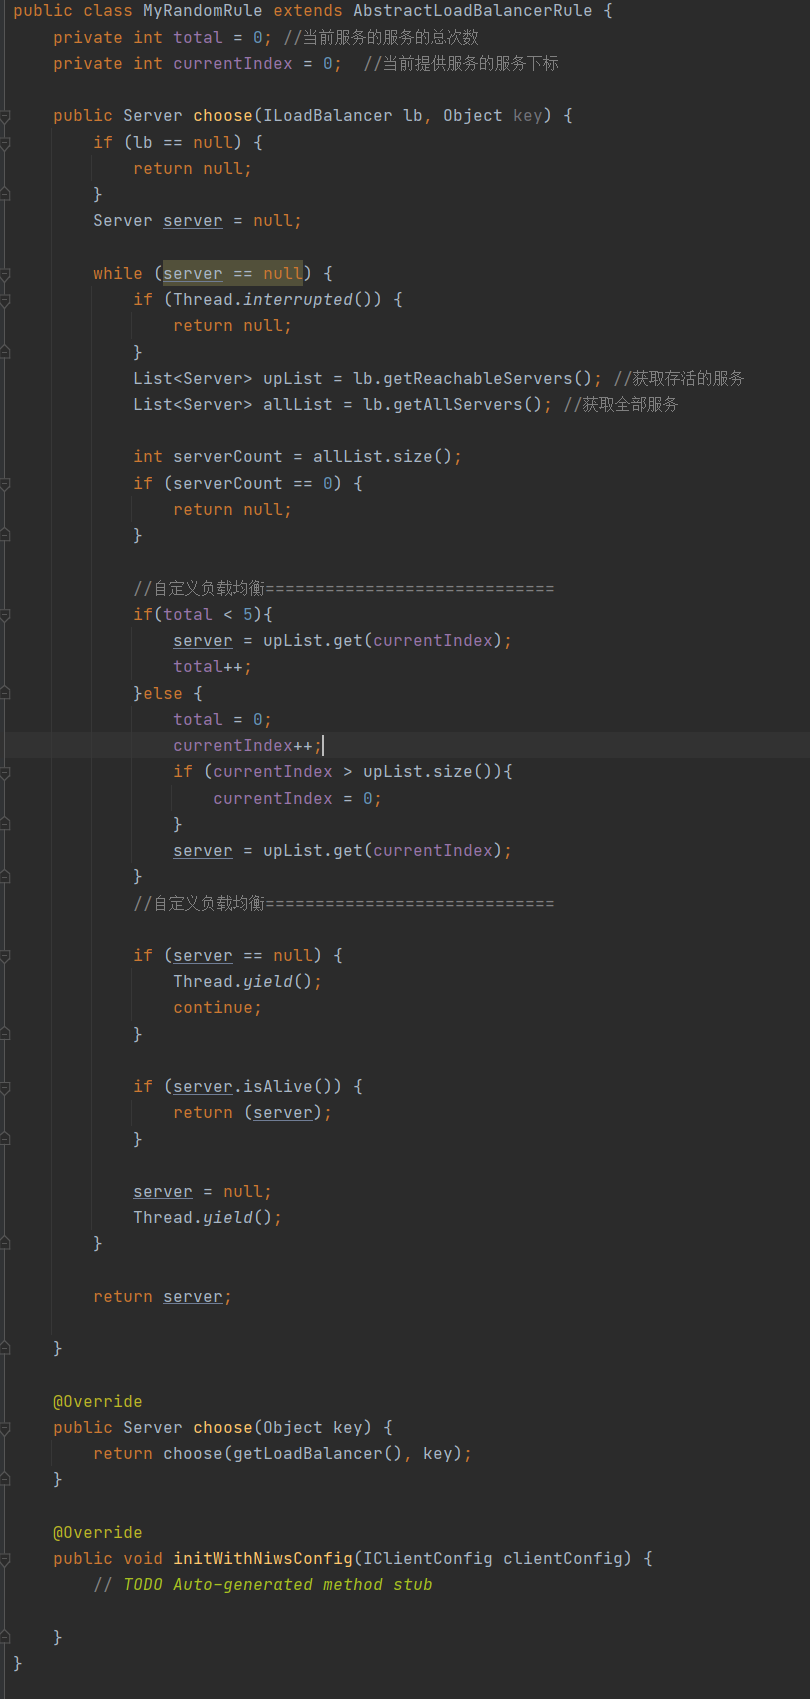 public class MyRandomRule extends AbstractLoadBalancerRule {
private int total = 0; //当前服务的服务的总次数
private int currentIndex = 0; //当前提供服务的服务下标
public Server choose(ILoadBalancer lb, Object key) {
if (lb == null) {
return null;
}
Server server = null;
while (server == null) {
if (Thread.interrupted()) {
return null;
}
List<Server> upList = lb.getReachableServers(); //获取存活的服务
List<Server> allList = lb.getAllServers(); //获取全部服务
int serverCount = allList.size();
if (serverCount == 0) {
return null;
}
//自定义负载均衡=============================
if(total < 5){
server = upList.get(currentIndex);
total++;
}else {
total = 0;
currentIndex++;
if (currentIndex > upList.size()){
currentIndex = 0;
}
server = upList.get(currentIndex);
}
//自定义负载均衡=============================
if (server == null) {
Thread.yield();
continue;
}
if (server.isAlive()) {
return (server);
}
server = null;
Thread.yield();
}
return server;
}
@Override
public Server choose(Object key) {
return choose(getLoadBalancer(), key);
}
@Override
public void initWithNiwsConfig(IClientConfig clientConfig) {
// TODO Auto-generated method stub
}
}